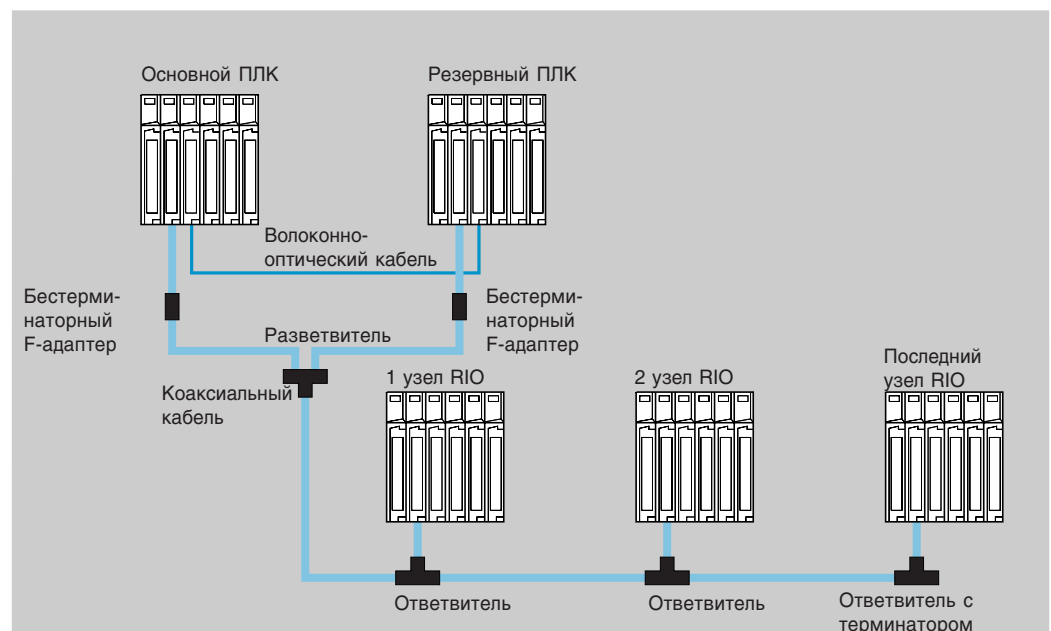 Основной ПЛК
Резервный ПЛК
Волоконно-
оптический кабель
Бестерми-
наторный
F-адаптер
Бестерми-
наторный
F-адаптер
Разветвитель
Коаксиальный
кабель
1 узел RIO
2 узел RIO
Последний
узел RIO
Ответвитель
Ответвитель
Ответвитель с
терминатором